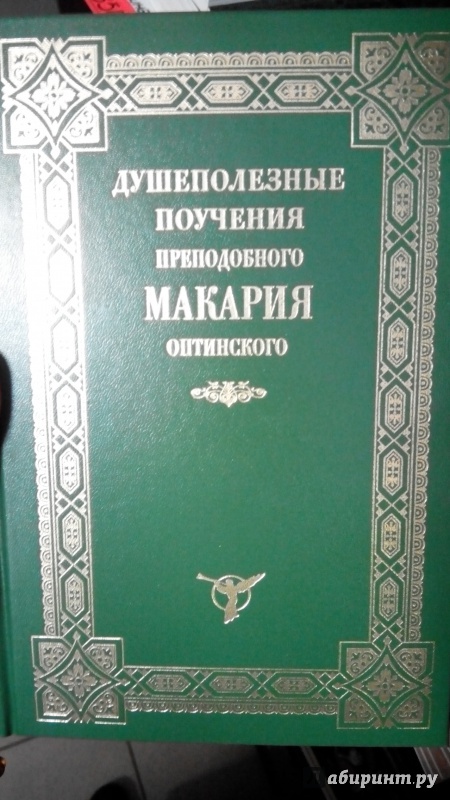 ДУШЕПОЛЕЗНЫЕ
ПОУЧЕНИЯ
ПРЕПОДОБНОГО
МАКАРИЯ
ОПТИНСКОГО
абиринт.ру